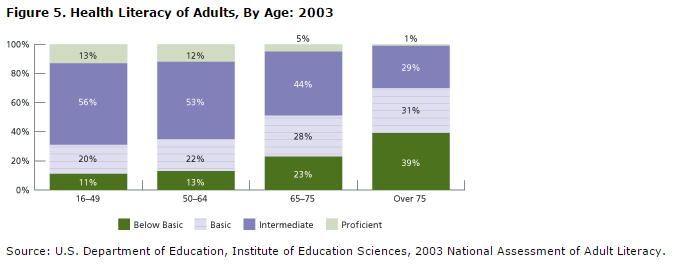 Figure 5. Health Literacy of Adults, By Age: 2003
5% 1%
100%
13% 12%
80%
44% 29%
60%
56% 53%
31%
40%
28%
20%
20% 22% 39%
23%
11% 13%
0%
16–49 50–64 65–75 Over 75
Below Basic Basic Intermediate Proficient
Source: U.S. Department of Education, Institute of Education Sciences, 2003 National Assessment of Adult Literacy.